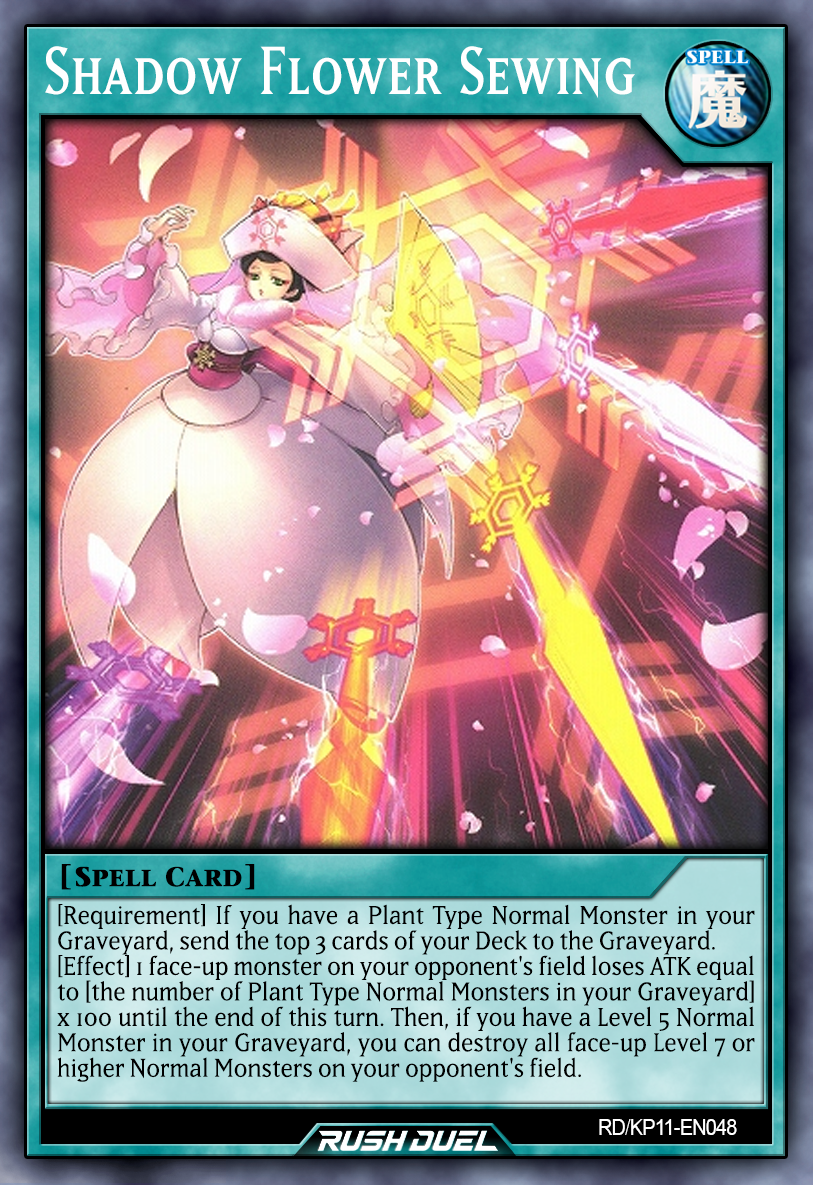 Shadow Flower Sewing
SPELL
魔
[Spell Card]
[Requirement] If you have a Plant Type Normal Monster in your
Graveyard, send the top 3 cards of your Deck to the Graveyard.
[Effect] 1 face-up monster on your opponent's field loses ATK equal
to [the number of Plant Type Normal Monsters in your Graveyard]
x 100 until the end of this turn. Then, if you have a Level 5 Normal
Monster in your Graveyard, you can destroy all face-up Level 7 or
higher Normal Monsters on your opponent's field.
RD/KP11-EN048
RUSH DUEL